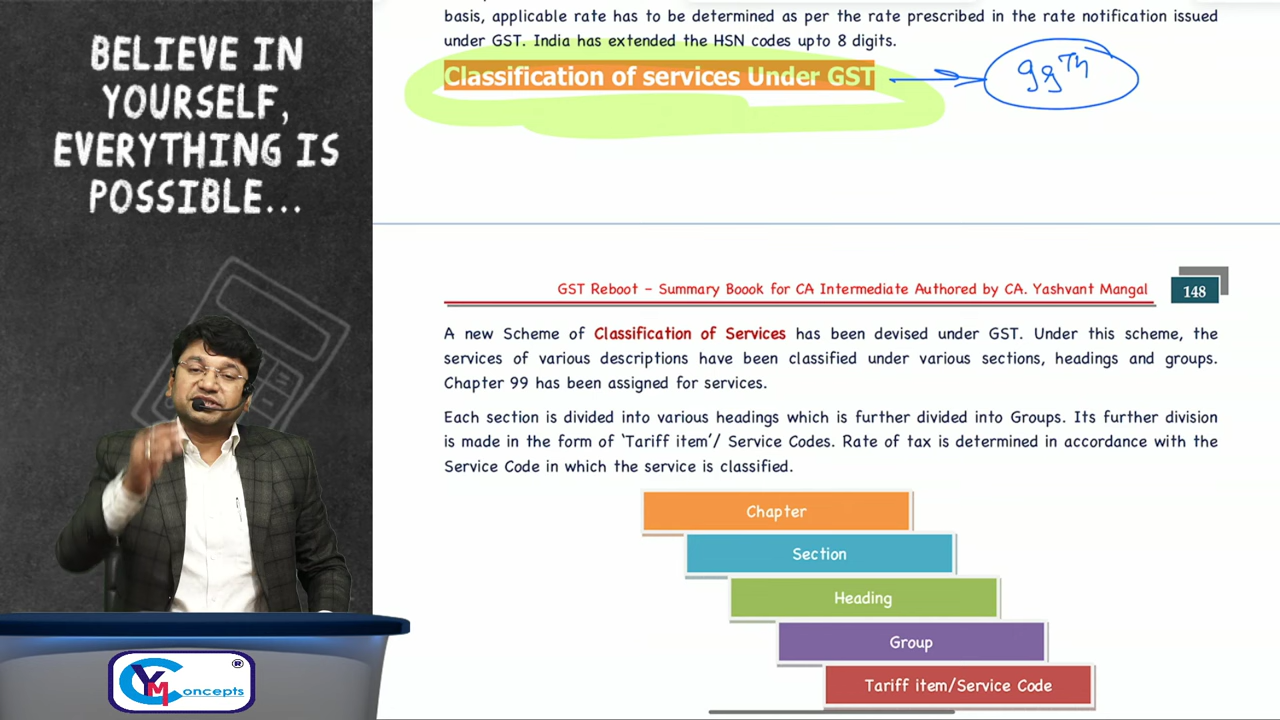 BELIEVE IN
YOURSELF,
EVERYTHING IS
POSSIBLE...
basis, applicable rate has to be determined as per the rate prescribed in the rate notification issued
under GST. India has extended the HSN codes upto 8 digits.
Classification of services Under GST
99Th
GST Reboot – Summary Boook for CA Intermediate Authored by CA. Yashvant Mangal
148
A new Scheme of Classification of Services has been devised under GST. Under this scheme, the
services of various descriptions have been classified under various sections, headings and groups.
Chapter 99 has been assigned for services.
Each section is divided into various headings which is further divided into Groups. Its further division
is made in the form of 'Tariff item'/ Service Codes. Rate of tax is determined in accordance with the
Service Code in which the service is classified.
Chapter
Section
Heading
Group
Tariff item/Service Code
CYM
oncepts
®